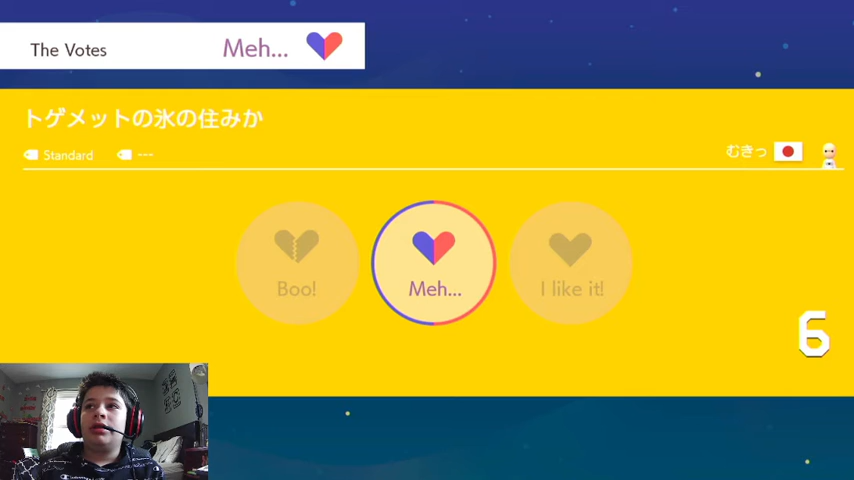 The Votes
Meh...
トゲメットの氷の住みか
Standard
---
むきっ
Boo!
Meh...
I like it!
6